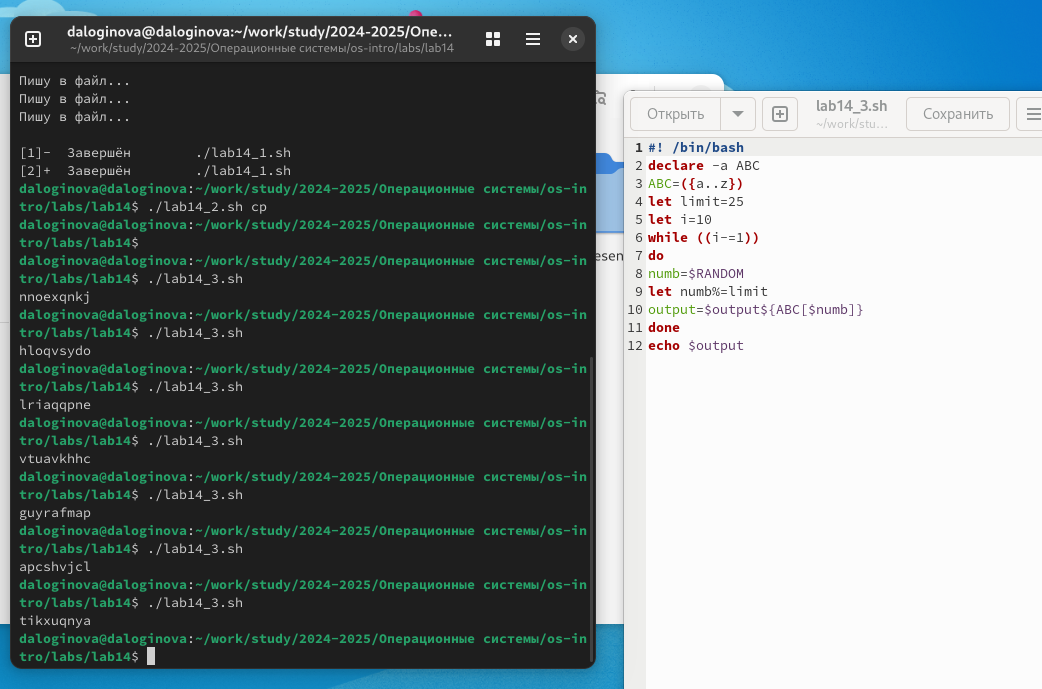 daloginova@daloginova:~/work/study/2024-2025/Опе...
~/work/study/2024-2025/Операционные системы/os-intro/labs/lab14
Пишу в файл...
Пишу в файл...
Пишу в файл...
[1]-  Завершён        ./lab14_1.sh
[2]+  Завершён        ./lab14_1.sh
daloginova@daloginova:~/work/study/2024-2025/Операционные системы/os-in
tro/labs/lab14$ ./lab14_2.sh cp
daloginova@daloginova:~/work/study/2024-2025/Операционные системы/os-in
tro/labs/lab14$
daloginova@daloginova:~/work/study/2024-2025/Операционные системы/os-in
tro/labs/lab14$ ./lab14_3.sh
nnoexqnkj
daloginova@daloginova:~/work/study/2024-2025/Операционные системы/os-in
tro/labs/lab14$ ./lab14_3.sh
hloqvsydo
daloginova@daloginova:~/work/study/2024-2025/Операционные системы/os-in
tro/labs/lab14$ ./lab14_3.sh
lriaqqpne
daloginova@daloginova:~/work/study/2024-2025/Операционные системы/os-in
tro/labs/lab14$ ./lab14_3.sh
vtuavkhhc
daloginova@daloginova:~/work/study/2024-2025/Операционные системы/os-in
tro/labs/lab14$ ./lab14_3.sh
guyrafmap
daloginova@daloginova:~/work/study/2024-2025/Операционные системы/os-in
tro/labs/lab14$ ./lab14_3.sh
apcshvjcl
daloginova@daloginova:~/work/study/2024-2025/Операционные системы/os-in
tro/labs/lab14$ ./lab14_3.sh
tikxuqnya
daloginova@daloginova:~/work/study/2024-2025/Операционные системы/os-in
tro/labs/lab14$
esen
Открыть
lab14_3.sh
~/work/stu...
Сохранить
1 #! /bin/bash
2 declare -a ABC
3 ABC=({a..z})
4 let limit=25
5 let i=10
6 while ((i-=1))
7 do
8 numb=$RANDOM
9 let numb%=limit
10 output=$output${ABC[$numb]}
11 done
12 echo $output